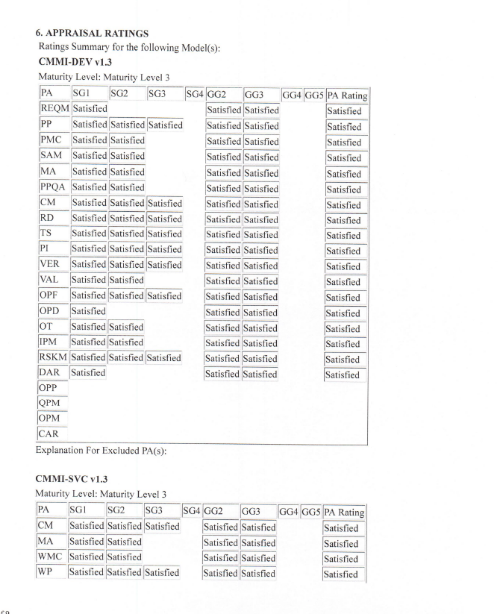 6. APPRAISAL RATINGS
Ratings Summary for the following Model(s):
CMMI-DEV v1.3
Maturity Level: Maturity Level 3
PA SG1 SG2 SG3 SG4 GG2 GG3 GG4 GG5 PA Rating
REQM Satisfied Satisfied Satisfied Satisfied
PP Satisfied Satisfied Satisfied Satisfied Satisfied Satisfied
PMC Satisfied Satisfied Satisfied Satisfied Satisfied
SAM Satisfied Satisfied Satisfied Satisfied Satisfied
MA Satisfied Satisfied Satisfied Satisfied Satisfied
PPQA Satisfied Satisfied Satisfied Satisfied Satisfied
CM Satisfied Satisfied Satisfied Satisfied Satisfied Satisfied
RD Satisfied Satisfied Satisfied Satisfied Satisfied Satisfied
TS Satisfied Satisfied Satisfied Satisfied Satisfied Satisfied
PI Satisfied Satisfied Satisfied Satisfied Satisfied Satisfied
VER Satisfied Satisfied Satisfied Satisfied Satisfied Satisfied
VAL Satisfied Satisfied Satisfied Satisfied Satisfied
OPF Satisfied Satisfied Satisfied Satisfied Satisfied Satisfied
OPD Satisfied Satisfied Satisfied Satisfied
OT Satisfied Satisfied Satisfied Satisfied Satisfied
IPM Satisfied Satisfied Satisfied Satisfied Satisfied
RSKM Satisfied Satisfied Satisfied Satisfied Satisfied Satisfied
DAR Satisfied Satisfied Satisfied Satisfied
OPP
QPM
OPM
CAR
Explanation For Excluded PA(s):
CMMI-SVC v1.3
Maturity Level: Maturity Level 3
PA SG1 SG2 SG3 SG4 GG2 GG3 GG4 GG5 PA Rating
CM Satisfied Satisfied Satisfied Satisfied Satisfied Satisfied
MA Satisfied Satisfied Satisfied Satisfied Satisfied
WMC Satisfied Satisfied Satisfied Satisfied Satisfied
WP Satisfied Satisfied Satisfied Satisfied Satisfied Satisfied